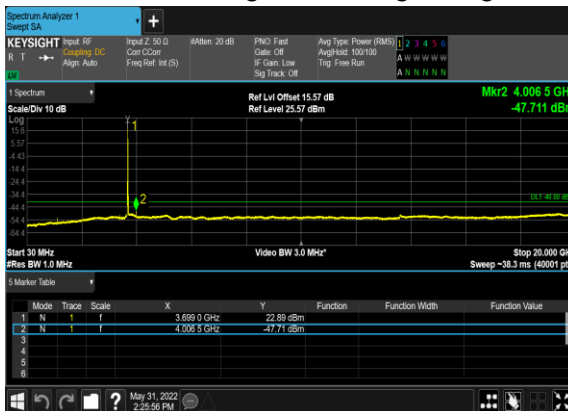 Spectrum Analyzer 1
Swept SA
KEYSIGHT
R T
Input: RF
Coupling: DC
Align: Auto
Input Z: 50 Ω
Corr CCorr
Freq Ref: Int (S)
#Atten: 20 dB
PNO: Fast
Gate: Off
IF Gain: Low
Sig Track: Off
Avg Type: Power (RMS)
Avg|Hold: 100/100
Trig: Free Run
1 2 3 4 5 6
A W W W W W
A N N N N N
1 Spectrum
Scale/Div 10 dB
Ref Lvl Offset 15.57 dB
Ref Level 25.57 dBm
Mkr2 4.006 5 GH
-47.711 dBr
Log
15.6
5.57
-4.43
-14.4
-24.4
-34.4
-44.4
-54.4
-64.4
1
2
Start 30 MHz
#Res BW 1.0 MHz
Video BW 3.0 MHz*
Stop 20.000 GH
Sweep ~38.3 ms (40001 pt
5 Marker Table
Mode Trace Scale X Y Function Function Width Function Value
1 N 1 f 3.699 0 GHz 22.89 dBm
2 N 1 f 4.006 5 GHz -47.71 dBm
3
4
5
6
?
May 31, 2022
2:25:56 PM